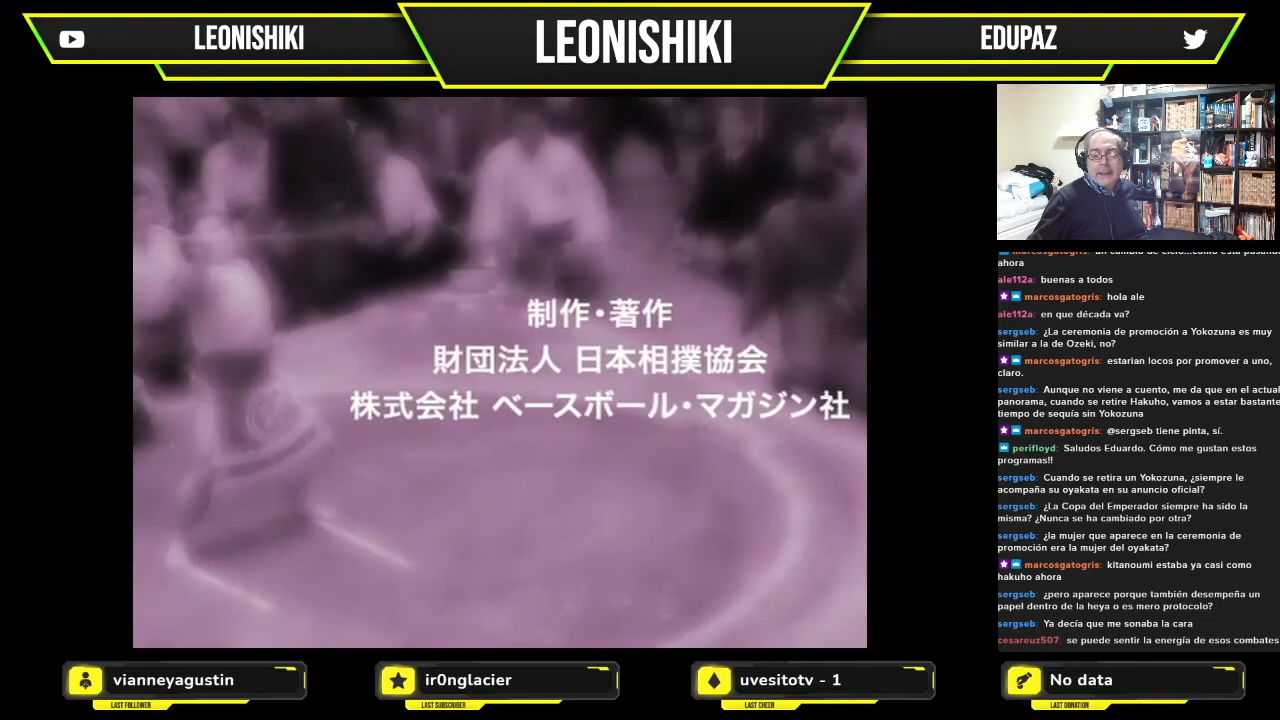 LEONISHIKI
LEONISHIKI
EDUPAZ
制作・著作
財団法人 日本相撲協会
株式会社 ベースボール・マガジン社
ahora
ale112a: buenas a todos
marcosgatogris: hola ale
ale112a: en que década va?
sergseb: ¿La ceremonia de promoción a Yokozuna es muy
similar a la de Ozeki, no?
marcosgatogris: estarian locos por promover a uno,
claro.
sergseb: Aunque no viene a cuento, me da que en el actual
panorama, cuando se retire Hakuho, vamos a estar bastante
tiempo de sequía sin Yokozuna
marcosgatogris: @sergseb tiene pinta, sí.
perifloyd: Saludos Eduardo. Cómo me gustan estos
programas!!
sergseb: Cuando se retira un Yokozuna, ¿siempre le
acompaña su oyakata en su anuncio oficial?
sergseb: ¿La Copa del Emperador siempre ha sido la
misma? ¿Nunca se ha cambiado por otra?
sergseb: ¿la mujer que aparece en la ceremonia de
promoción era la mujer del oyakata?
marcosgatogris: kitanoumi estaba ya casi como
hakuho ahora
sergseb: ¿pero aparece porque también desempeña un
papel dentro de la heya o es mero protocolo?
sergseb: Ya decía que me sonaba la cara
cesareuz507: se puede sentir la energía de esos combates
vianneyagustin
LAST FOLLOWER
ir0nglacier
LAST SUBSCRIBER
uvesitotv - 1
LAST CHEER
No data
LAST DONATION